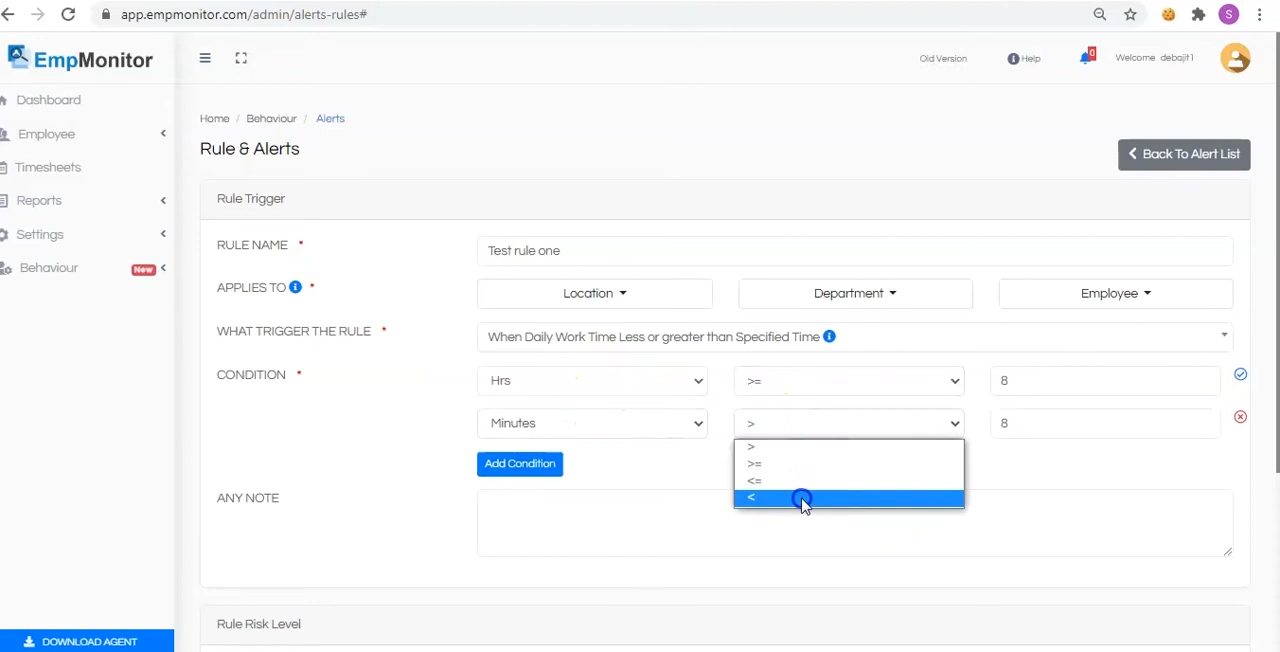 app.empmonitor.com/admin/alerts-rules#
S
EmpMonitor
Old Version
Help
0
Welcome debajit1
Dashboard
Employee
Timesheets
Reports
Settings
Behaviour New
DOWNLOAD AGENT
Home / Behaviour / Alerts
Rule & Alerts
Back To Alert List
Rule Trigger
RULE NAME *
Test rule one
APPLIES TO *
Location
Department
Employee
WHAT TRIGGER THE RULE *
When Daily Work Time Less or greater than Specified Time
CONDITION *
Hrs >= 8
Minutes > 8
>
>=
<=
<
Add Condition
ANY NOTE
Rule Risk Level